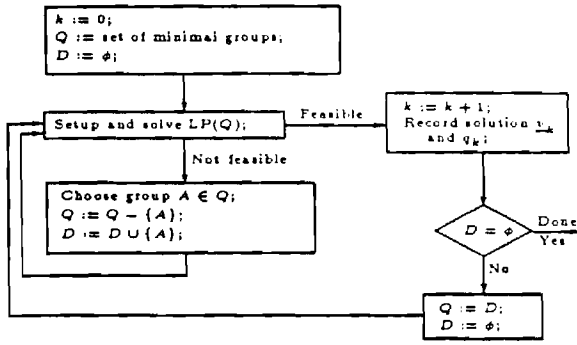 k := 0;
Q := set of minimal groups;
D := φ;
Setup and solve LP(Q);
Feasible
k := k + 1;
Record solution v_k
and q_k;
Not feasible
Choose group A ∈ Q;
Q := Q − {A};
D := D ∪ {A};
D = φ
Done
Yes
No
Q := D;
D := φ;